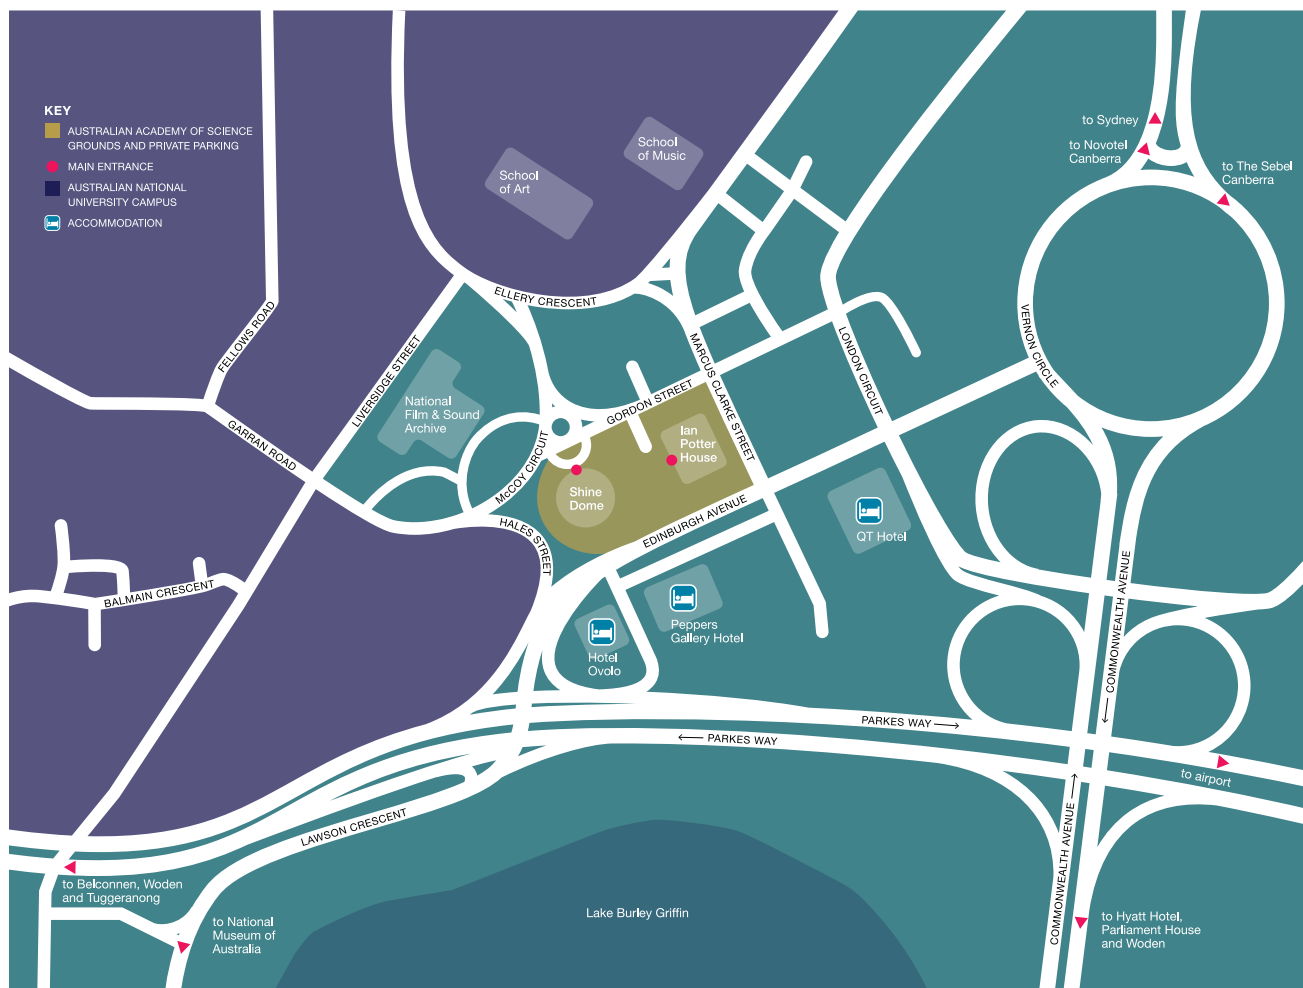 KEY
AUSTRALIAN ACADEMY OF SCIENCE
GROUNDS AND PRIVATE PARKING
MAIN ENTRANCE
AUSTRALIAN NATIONAL
UNIVERSITY CAMPUS
ACCOMMODATION
School
of Music
School
of Art
to Sydney
to Novotel
Canberra
to The Sebel
Canberra
ELLERY CRESCENT
FELLOWS ROAD
LIVERSIDGE STREET
MARCUS CLARKE STREET
LONDON CIRCUIT
VERNON CIRCLE
National
Film & Sound
Archive
GORDON STREET
GARRAN ROAD
McCOY CIRCUIT
Ian
Potter
House
Shine
Dome
HALES STREET
EDINBURGH AVENUE
QT Hotel
BALMAIN CRESCENT
Peppers
Gallery Hotel
Hotel
Ovolo
COMMONWEALTH AVENUE
PARKES WAY
PARKES WAY
to airport
LAWSON CRESCENT
COMMONWEALTH AVENUE
to Belconnen, Woden
and Tuggeranong
to National
Museum of
Australia
Lake Burley Griffin
to Hyatt Hotel,
Parliament House
and Woden